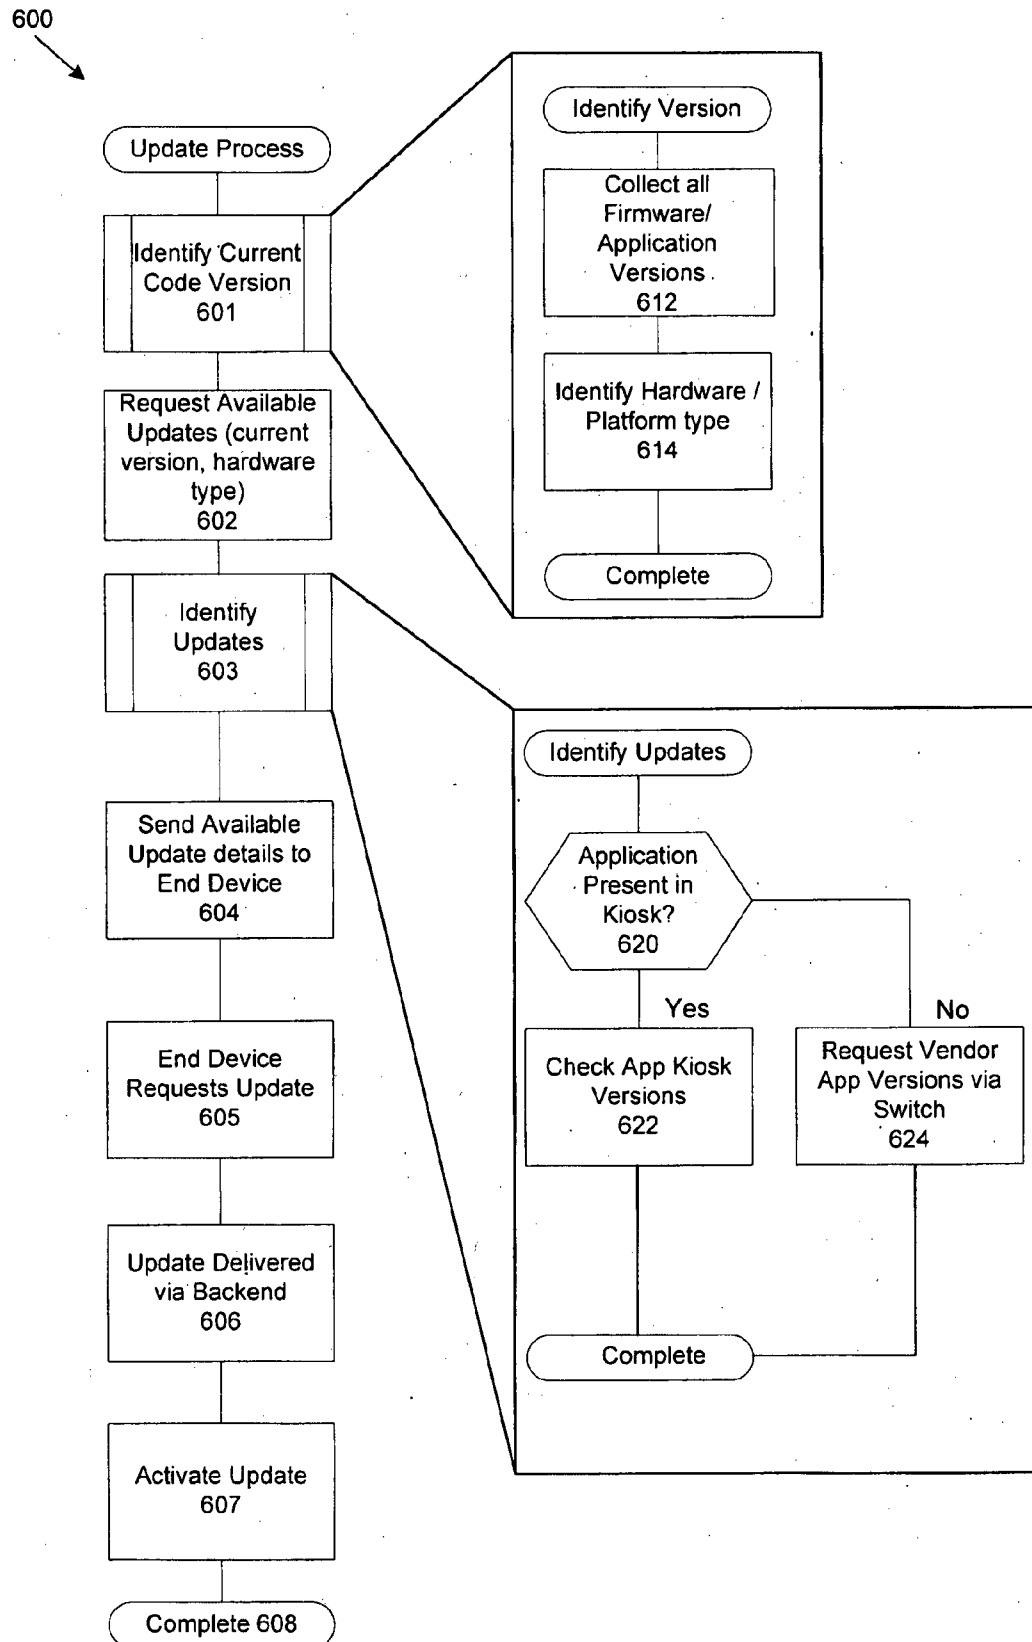 600
Update Process
Identify Current
Code Version
601
Request Available
Updates (current
version, hardware
type)
602
Identify
Updates
603
Send Available
Update details to
End Device
604
End Device
Requests Update
605
Update Delivered
via Backend
606
Activate Update
607
Complete 608
Identify Version
Collect all
Firmware/
Application
Versions
612
Identify Hardware /
Platform type
614
Complete
Identify Updates
Application
Present in
Kiosk?
620
Yes
No
Check App Kiosk
Versions
622
Request Vendor
App Versions via
Switch
624
Complete